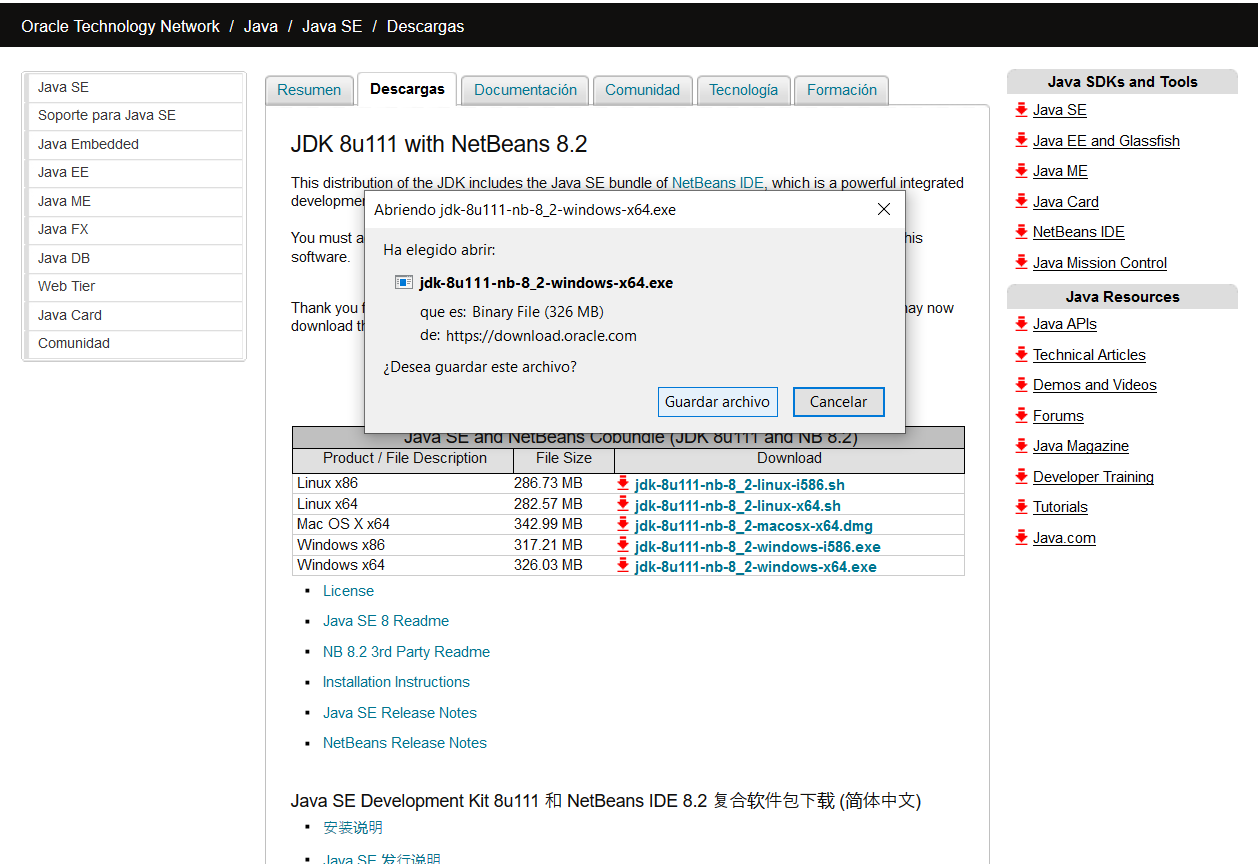 Oracle Technology Network / Java / Java SE / Descargas
Java SE
Soporte para Java SE
Java Embedded
Java EE
Java ME
Java FX
Java DB
Web Tier
Java Card
Comunidad
Resumen
Descargas
Documentación
Comunidad
Tecnología
Formación
JDK 8u111 with NetBeans 8.2
This distribution of the JDK includes the Java SE bundle of NetBeans IDE, which is a powerful integrated
Abriendo jdk-8u111-nb-8_2-windows-x64.exe
Ha elegido abrir:
jdk-8u111-nb-8_2-windows-x64.exe
que es: Binary File (326 MB)
de: https://download.oracle.com
¿Desea guardar este archivo?
Guardar archivo
Cancelar
You must
software.
Thank you
now
download
Java SE and NetBeans Cobundle (JDK 8u111 and NB 8.2)
Product / File Description File Size Download
Linux x86 286.73 MB jdk-8u111-nb-8_2-linux-i586.sh
Linux x64 282.57 MB jdk-8u111-nb-8_2-linux-x64.sh
Mac OS X x64 342.99 MB jdk-8u111-nb-8_2-macosx-x64.dmg
Windows x86 317.21 MB jdk-8u111-nb-8_2-windows-i586.exe
Windows x64 326.03 MB jdk-8u111-nb-8_2-windows-x64.exe
License
Java SE 8 Readme
NB 8.2 3rd Party Readme
Installation Instructions
Java SE Release Notes
NetBeans Release Notes
Java SE Development Kit 8u111 和 NetBeans IDE 8.2 复合软件包下载 (简体中文)
安装说明
Java SE 发行说明
Java SDKs and Tools
Java SE
Java EE and Glassfish
Java ME
Java Card
NetBeans IDE
Java Mission Control
Java Resources
Java APIs
Technical Articles
Demos and Videos
Forums
Java Magazine
Developer Training
Tutorials
Java.com